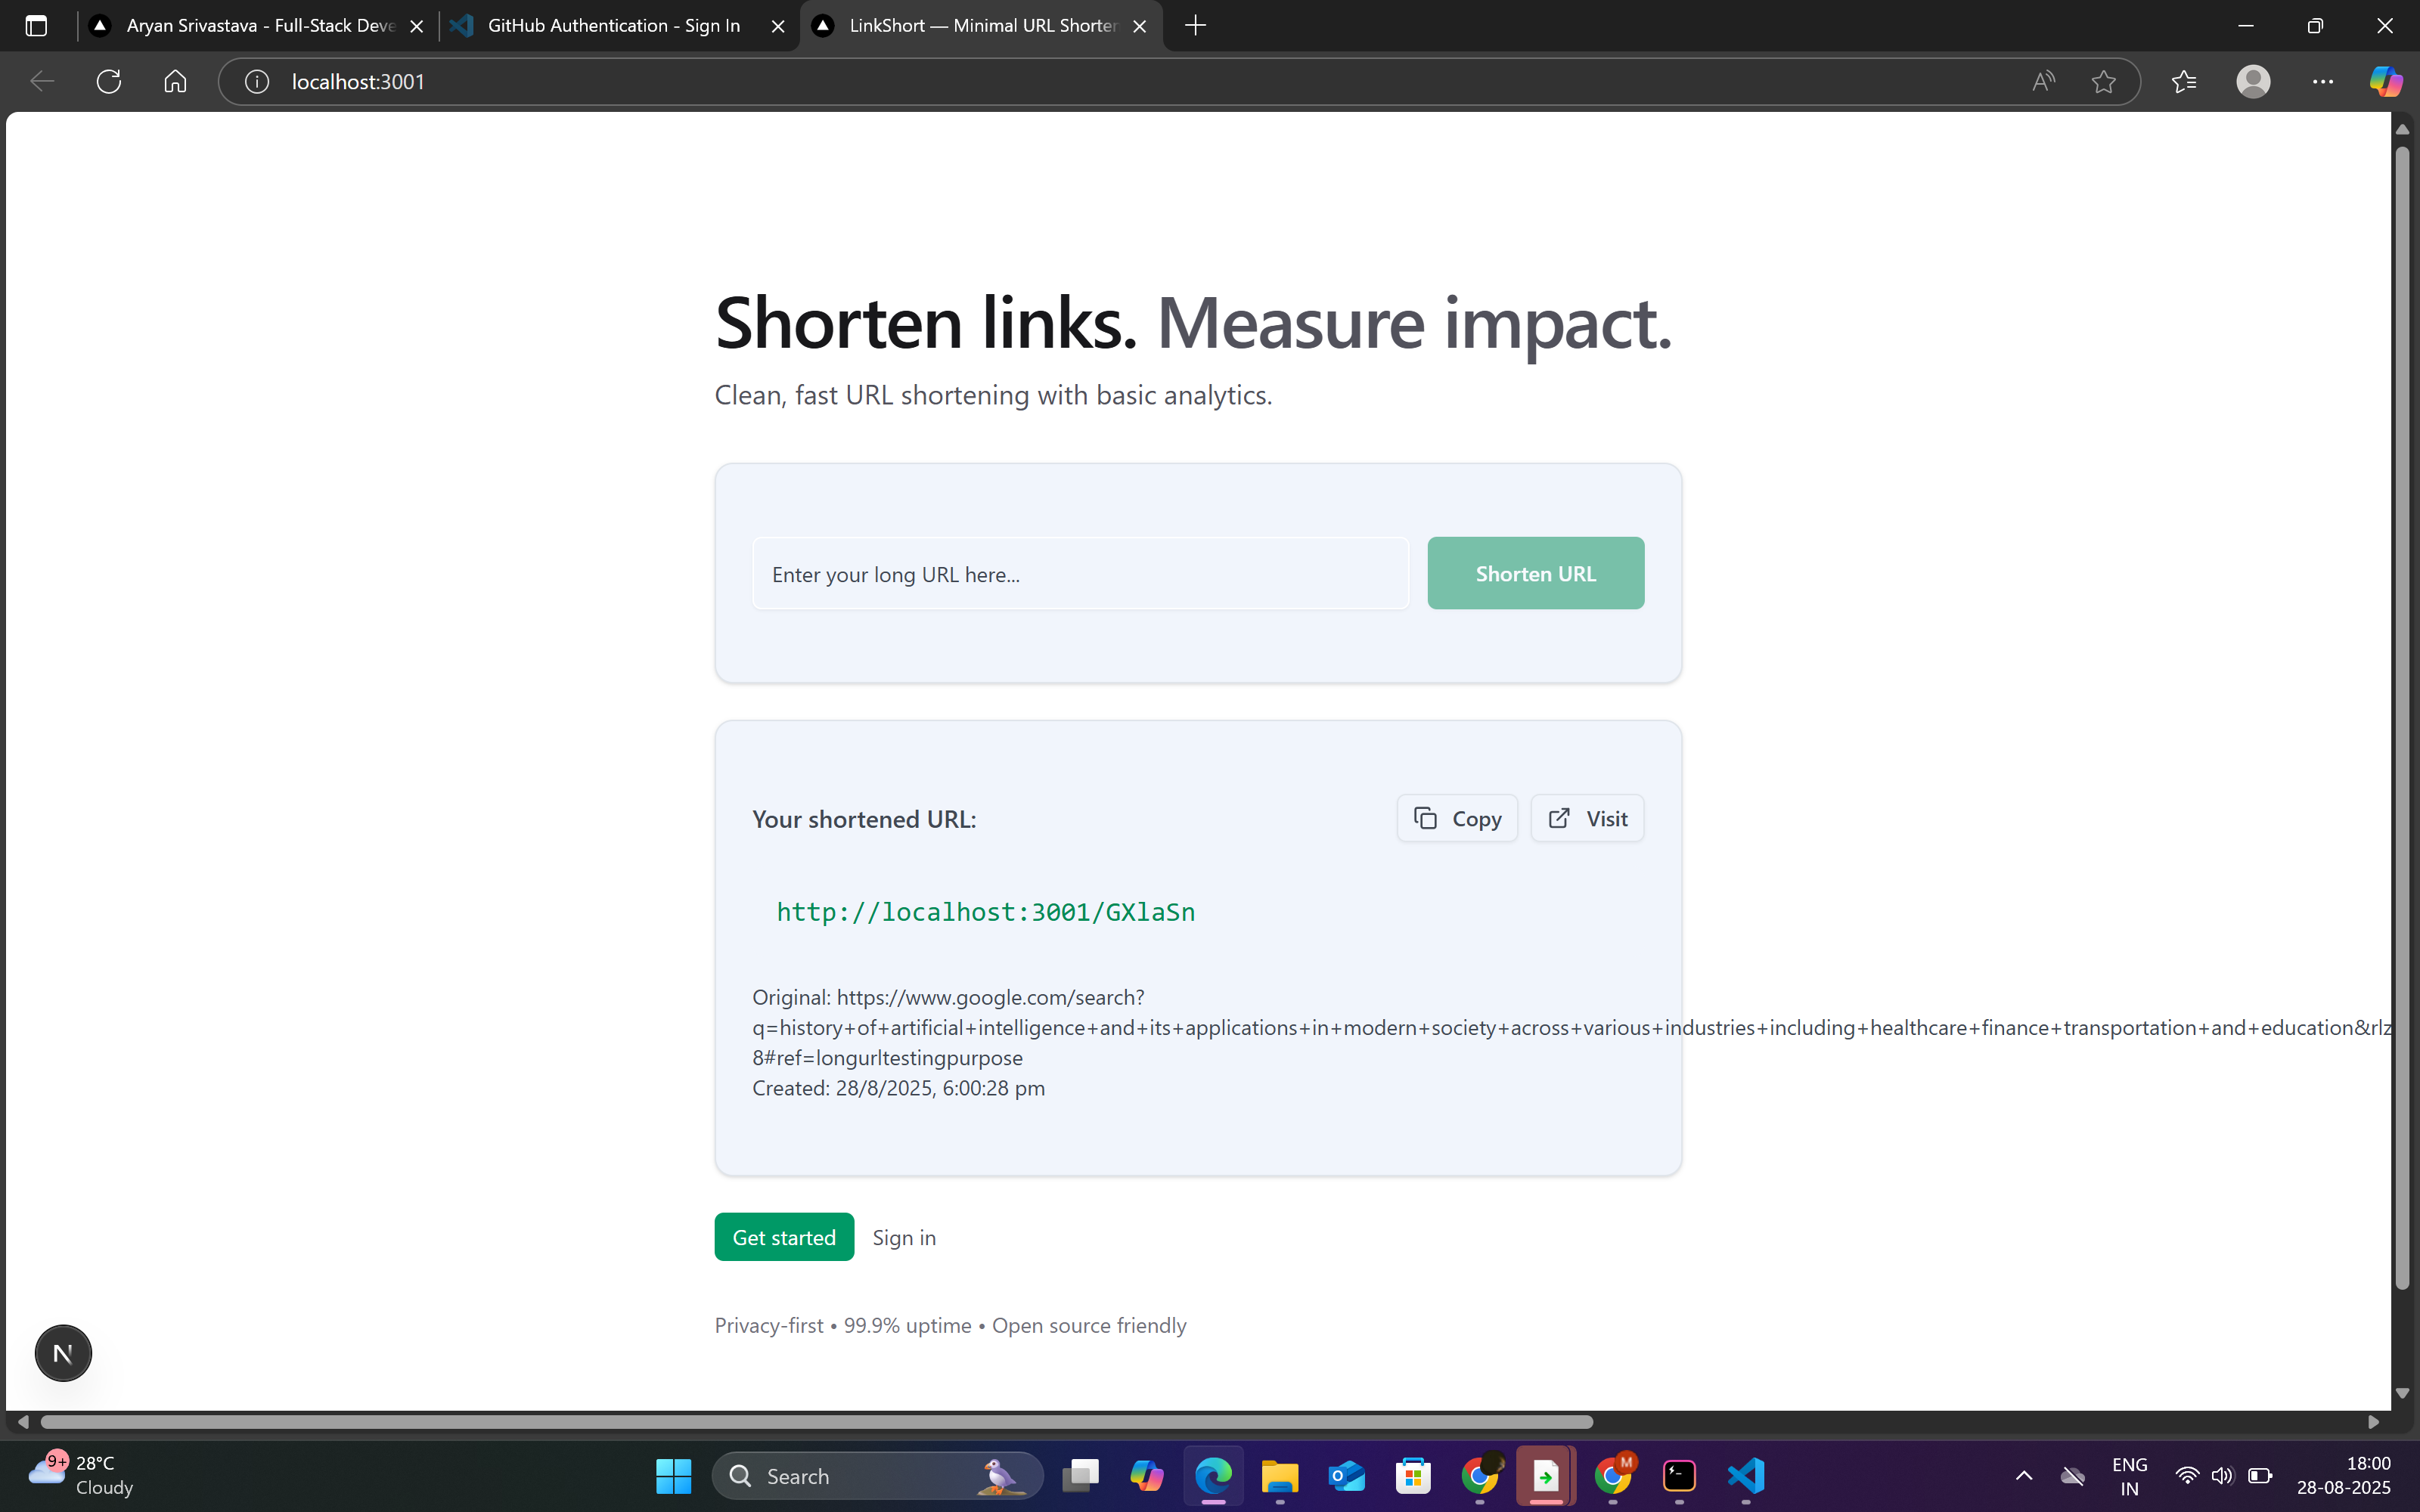 Aryan Srivastava - Full-Stack Deve
GitHub Authentication - Sign In
LinkShort — Minimal URL Shorter
localhost:3001
Shorten links. Measure impact.
Clean, fast URL shortening with basic analytics.
Enter your long URL here...
Shorten URL
Your shortened URL:
Copy
Visit
http://localhost:3001/GXlaSn
Original: https://www.google.com/search?
q=history+of+artificial+intelligence+and+its+applications+in+modern+society+across+various+industries+including+healthcare+finance+transportation+and+education&rlz
8#ref=longurltestingpurpose
Created: 28/8/2025, 6:00:28 pm
Get started
Sign in
Privacy-first • 99.9% uptime • Open source friendly
N
9+
28°C
Cloudy
Search
M
ENG
IN
18:00
28-08-2025